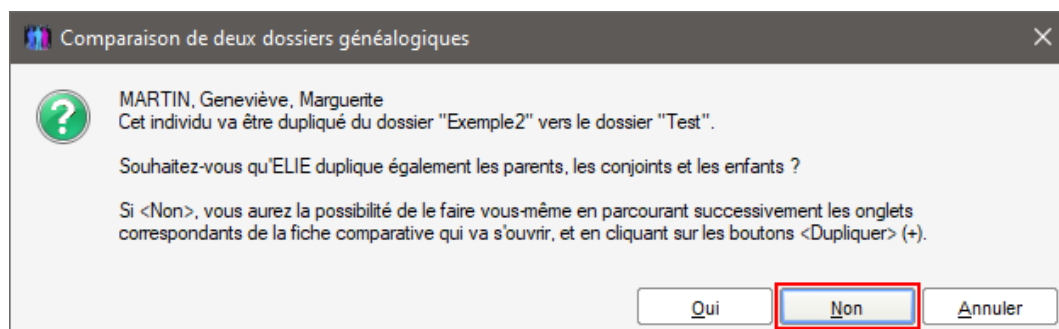 Comparaison de deux dossiers généalogiques
MARTIN, Geneviève, Marguerite
Cet individu va être dupliqué du dossier "Exemple2" vers le dossier "Test".
Souhaitez-vous qu'ELIE duplique également les parents, les conjoints et les enfants ?
Si <Non>, vous aurez la possibilité de le faire vous-même en parcourant successivement les onglets
correspondants de la fiche comparative qui va s'ouvrir, et en cliquant sur les boutons <Dupliquer> (+).
Oui Non Annuler